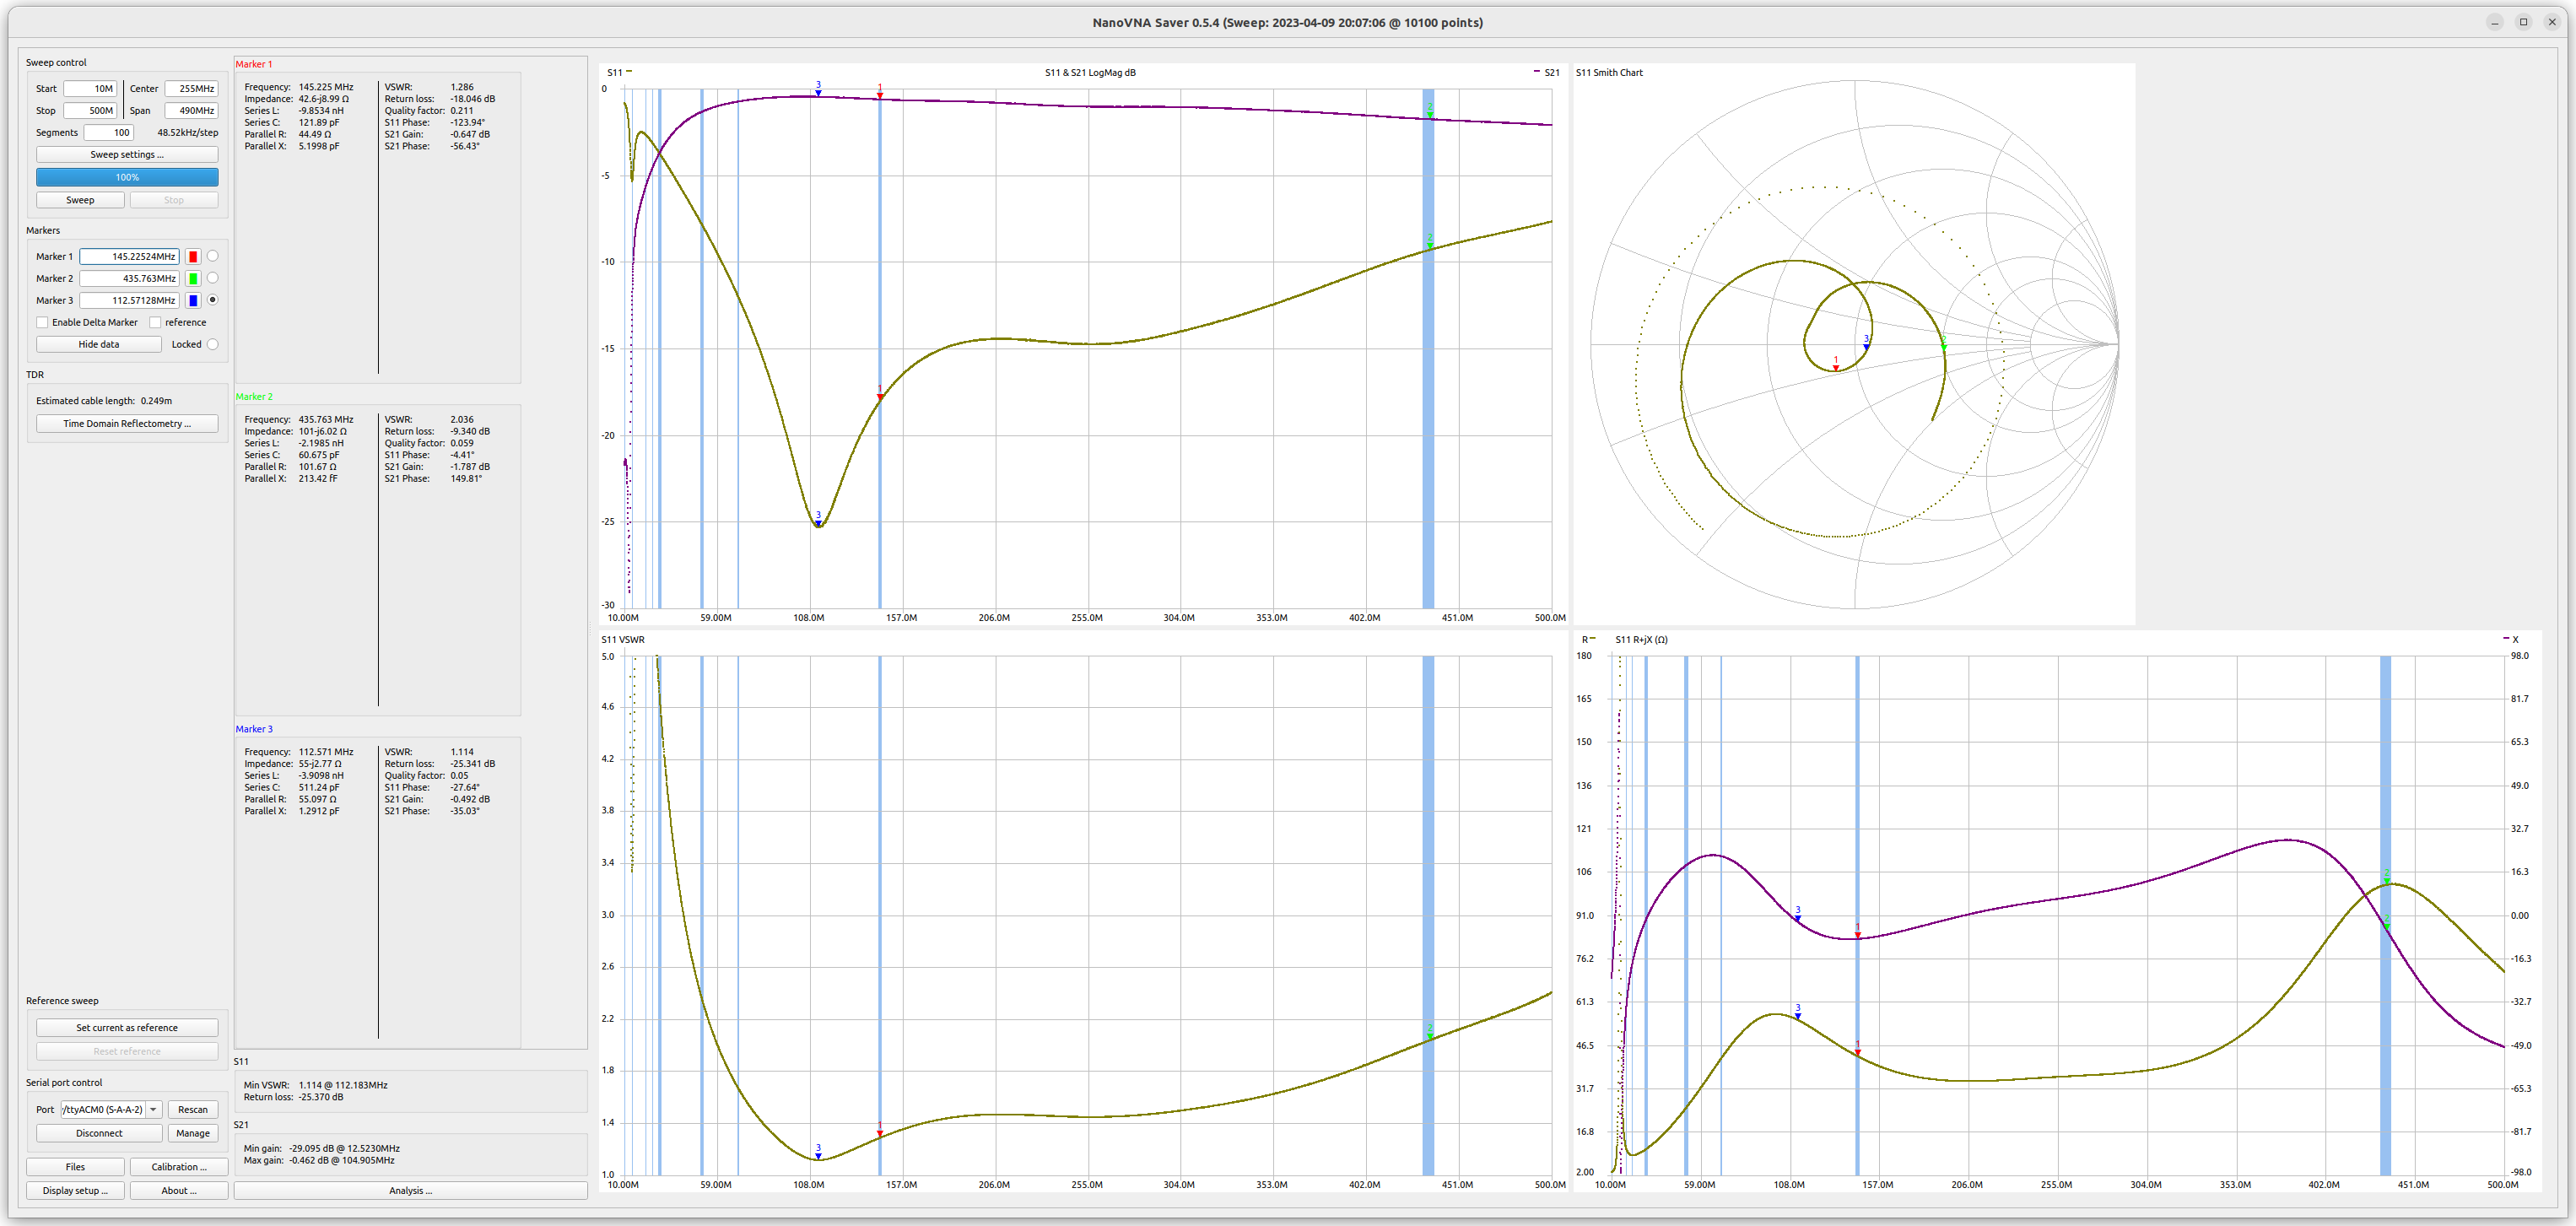 NanoVNA Saver 0.5.4 (Sweep: 2023-04-09 20:07:06 @ 10100 points)
Sweep control
Start 10M Center 255MHz
Stop 500M Span 490MHz
Segments 100 48.52kHz/step
Sweep settings ...
100%
Sweep Stop
Markers
Marker 1 145.22524MHz
Marker 2 435.763MHz
Marker 3 112.57128MHz
Enable Delta Marker reference
Hide data Locked
TDR
Estimated cable length: 0.249m
Time Domain Reflectometry ...
Reference sweep
Set current as reference
Reset reference
Serial port control
Port /ttyACM0 (S-A-A-2) Rescan
Disconnect Manage
Files Calibration ...
Display setup ... About ...
Marker 1
Frequency: 145.225 MHz
Impedance: 42.6-j8.99 Ω
Series L: -9.8534 nH
Series C: 121.89 pF
Parallel R: 44.49 Ω
Parallel X: 5.1998 pF
VSWR: 1.286
Return loss: -18.046 dB
Quality factor: 0.211
S11 Phase: -123.94°
S21 Gain: -0.647 dB
S21 Phase: -56.43°
Marker 2
Frequency: 435.763 MHz
Impedance: 101-j6.02 Ω
Series L: -2.1985 nH
Series C: 60.675 pF
Parallel R: 101.67 Ω
Parallel X: 213.42 fF
VSWR: 2.036
Return loss: -9.340 dB
Quality factor: 0.059
S11 Phase: -4.41°
S21 Gain: -1.787 dB
S21 Phase: 149.81°
Marker 3
Frequency: 112.571 MHz
Impedance: 55-j2.77 Ω
Series L: -3.9098 nH
Series C: 511.24 pF
Parallel R: 55.097 Ω
Parallel X: 1.2912 pF
VSWR: 1.114
Return loss: -25.341 dB
Quality factor: 0.05
S11 Phase: -27.64°
S21 Gain: -0.492 dB
S21 Phase: -35.03°
S11
Min VSWR: 1.114 @ 112.183MHz
Return loss: -25.370 dB
S21
Min gain: -29.095 dB @ 12.5230MHz
Max gain: -0.462 dB @ 104.905MHz
Analysis ...
S11 S11 & S21 LogMag dB S21
0
-5
-10
-15
-20
-25
-30
3
1
2
2
1
3
10.00M 59.00M 108.0M 157.0M 206.0M 255.0M 304.0M 353.0M 402.0M 451.0M 500.0M
S11 Smith Chart
3
1
S11 VSWR
5.0
4.6
4.2
3.8
3.4
3.0
2.6
2.2
1.8
1.4
1.0
2
1
3
10.00M 59.00M 108.0M 157.0M 206.0M 255.0M 304.0M 353.0M 402.0M 451.0M 500.0M
R S11 R+jX (Ω) X
180 98.0
165 81.7
150 65.3
136 49.0
121 32.7
106 16.3
91.0 0.00
76.2 -16.3
61.3 -32.7
46.5 -49.0
31.7 -65.3
16.8 -81.7
2.00 -98.0
2
3
2
1
3
1
10.00M 59.00M 108.0M 157.0M 206.0M 255.0M 304.0M 353.0M 402.0M 451.0M 500.0M